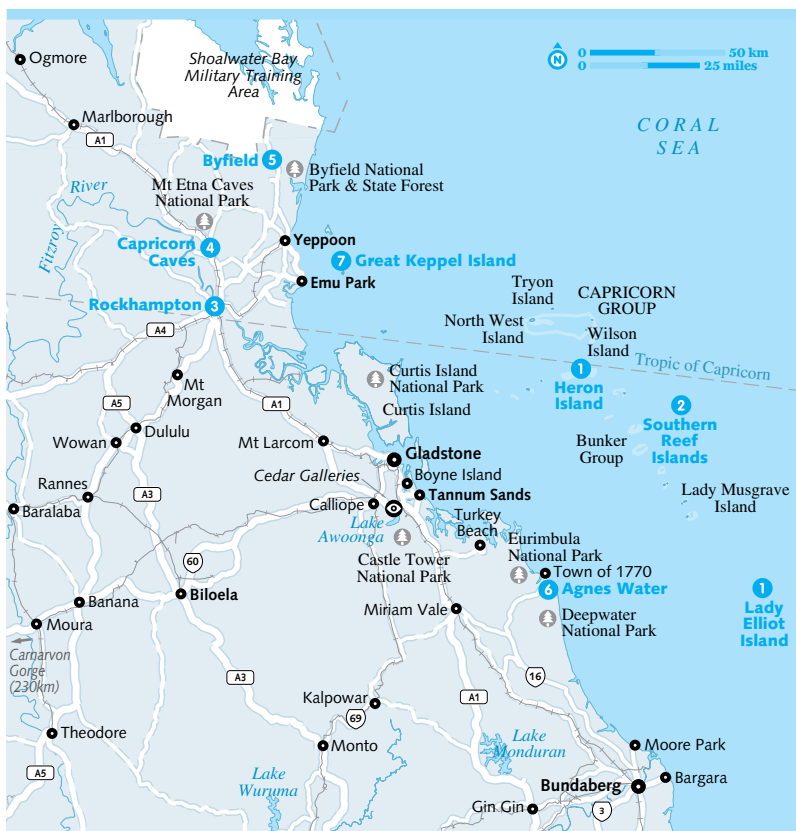 Ogmore
Shoalwater Bay
Military Training
Area
N
0 50 km
0 25 miles
Marlborough
A1
CORAL
SEA
Byfield 5
Byfield National
Park & State Forest
River
Mt Etna Caves
National Park
Fitzroy
Capricorn
Caves
4
Yeppoon
7 Great Keppel Island
Emu Park
Rockhampton 3
Tryon
Island
CAPRICORN
GROUP
North West
Island
Wilson
Island
A4
Tropic of Capricorn
Mt
Morgan
Curtis Island
National Park
Curtis Island
1
Heron
Island
2
Southern
Reef
Islands
A5
A1
Dululu
Wowan
Mt Larcom
Bunker
Group
Gladstone
Cedar Galleries
Boyne Island
Rannes
A3
Tannum Sands
Lady Musgrave
Island
Baralaba
Calliope
Lake
Awoonga
Turkey
Beach
Eurimbula
National Park
60
Castle Tower
National Park
Town of 1770
6 Agnes Water
1
Lady
Elliot
Island
Banana
Biloela
Miriam Vale
Deepwater
National Park
Moura
Carnarvon
Gorge
(230km)
A3
16
Kalpowar
A1
69
Theodore
Monto
Lake
Monduran
Moore Park
A5
Lake
Wuruma
Bundaberg
Bargara
Gin Gin
3